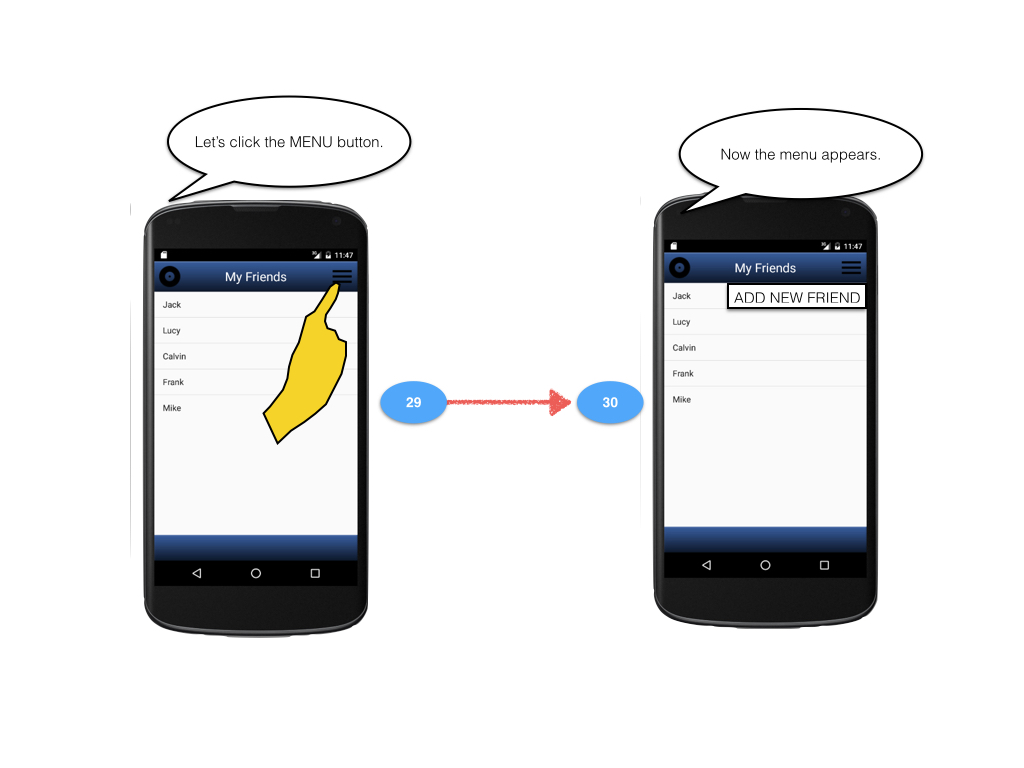 Let's click the MENU button.
11:47
My Friends
Jack
Lucy
Calvin
Frank
Mike
29
30
Now the menu appears.
11:47
My Friends
ADD NEW FRIEND
Jack
Lucy
Calvin
Frank
Mike